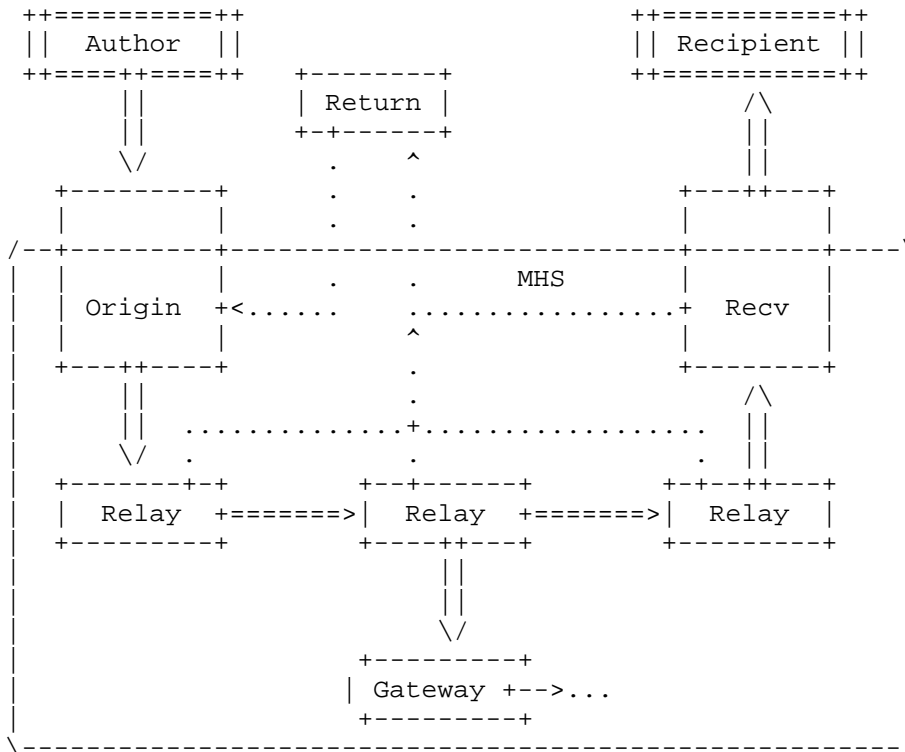 Author Recipient
Return
MHS
Origin Recv
Relay Relay Relay
Gateway